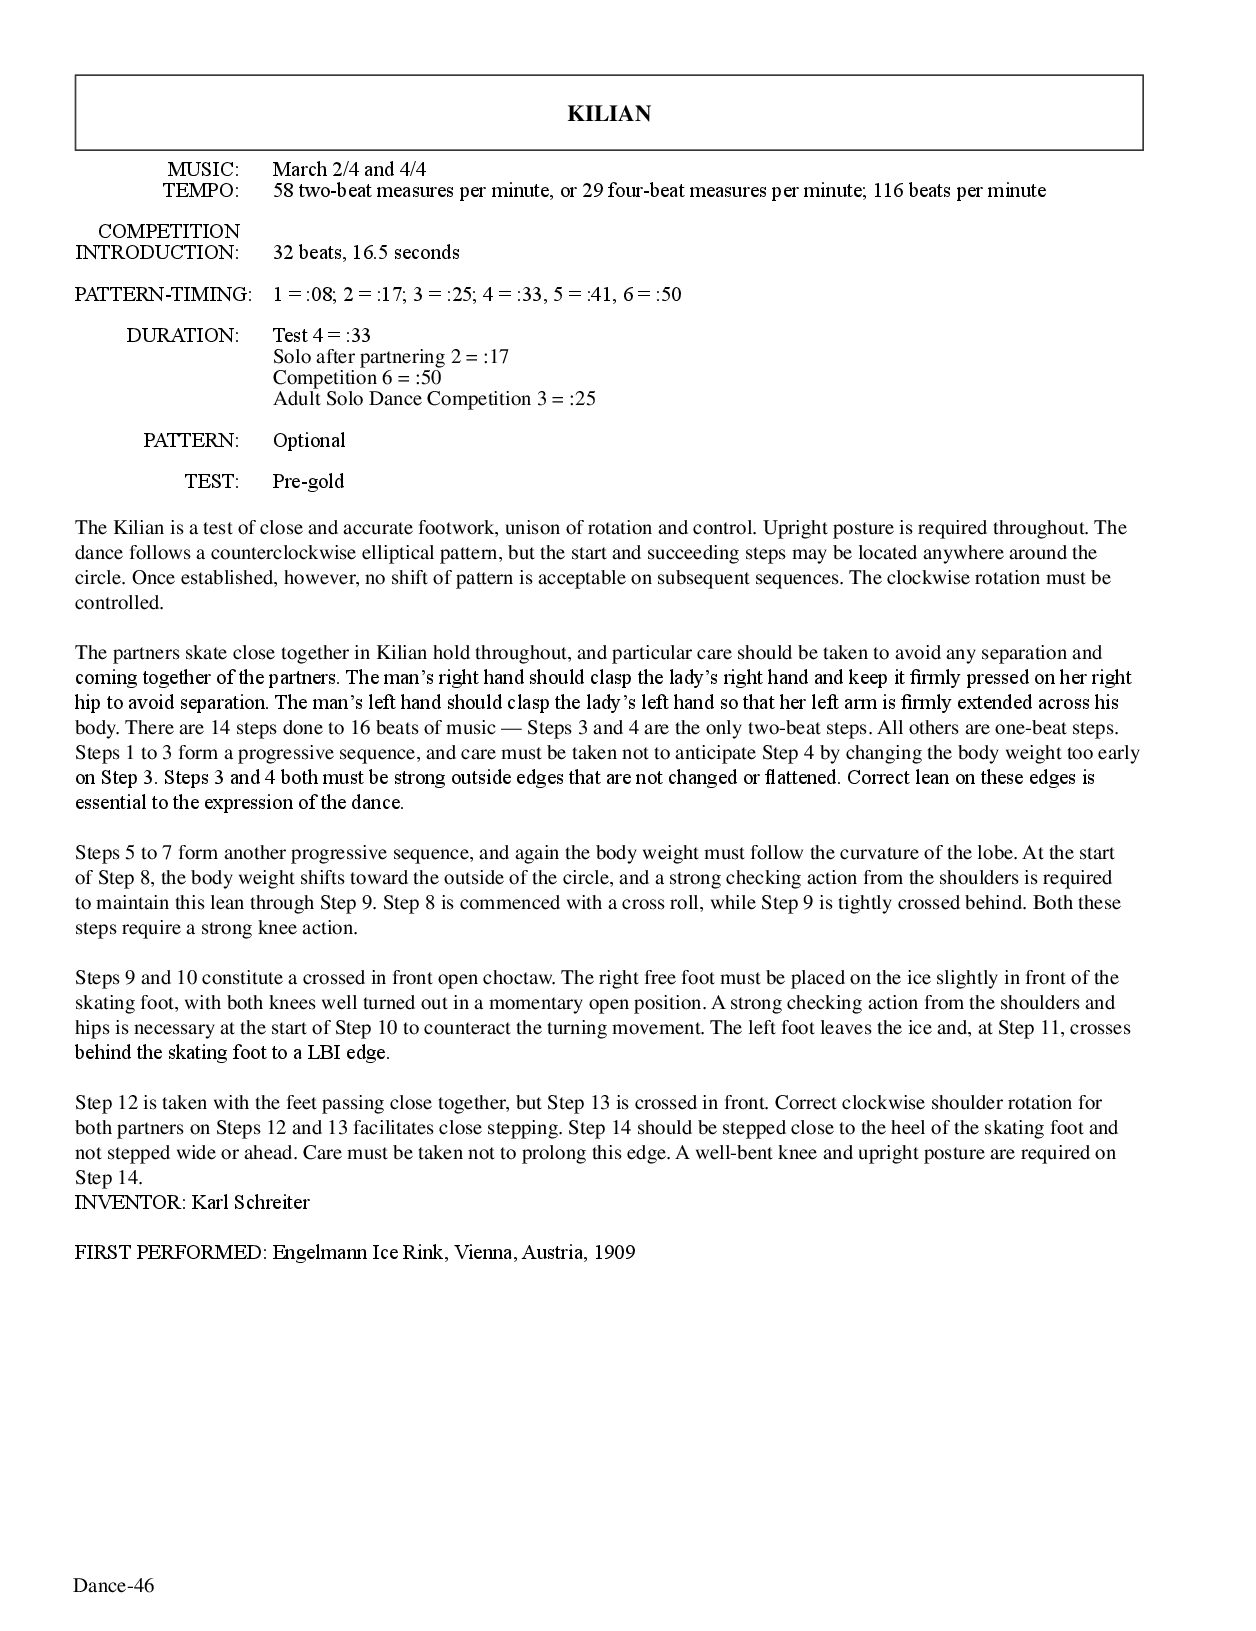 KILIAN
MUSIC: March 2/4 and 4/4
TEMPO: 58 two-beat measures per minute, or 29 four-beat measures per minute; 116 beats per minute
COMPETITION
INTRODUCTION: 32 beats, 16.5 seconds
PATTERN-TIMING: 1 = :08; 2 = :17; 3 = :25; 4 = :33, 5 = :41, 6 = :50
DURATION: Test 4 = :33
Solo after partnering 2 = :17
Competition 6 = :50
Adult Solo Dance Competition 3 = :25
PATTERN: Optional
TEST: Pre-gold
The Kilian is a test of close and accurate footwork, unison of rotation and control. Upright posture is required throughout. The
dance follows a counterclockwise elliptical pattern, but the start and succeeding steps may be located anywhere around the
circle. Once established, however, no shift of pattern is acceptable on subsequent sequences. The clockwise rotation must be
controlled.
The partners skate close together in Kilian hold throughout, and particular care should be taken to avoid any separation and
coming together of the partners. The man’s right hand should clasp the lady’s right hand and keep it firmly pressed on her right
hip to avoid separation. The man’s left hand should clasp the lady’s left hand so that her left arm is firmly extended across his
body. There are 14 steps done to 16 beats of music — Steps 3 and 4 are the only two-beat steps. All others are one-beat steps.
Steps 1 to 3 form a progressive sequence, and care must be taken not to anticipate Step 4 by changing the body weight too early
on Step 3. Steps 3 and 4 both must be strong outside edges that are not changed or flattened. Correct lean on these edges is
essential to the expression of the dance.
Steps 5 to 7 form another progressive sequence, and again the body weight must follow the curvature of the lobe. At the start
of Step 8, the body weight shifts toward the outside of the circle, and a strong checking action from the shoulders is required
to maintain this lean through Step 9. Step 8 is commenced with a cross roll, while Step 9 is tightly crossed behind. Both these
steps require a strong knee action.
Steps 9 and 10 constitute a crossed in front open choctaw. The right free foot must be placed on the ice slightly in front of the
skating foot, with both knees well turned out in a momentary open position. A strong checking action from the shoulders and
hips is necessary at the start of Step 10 to counteract the turning movement. The left foot leaves the ice and, at Step 11, crosses
behind the skating foot to a LBI edge.
Step 12 is taken with the feet passing close together, but Step 13 is crossed in front. Correct clockwise shoulder rotation for
both partners on Steps 12 and 13 facilitates close stepping. Step 14 should be stepped close to the heel of the skating foot and
not stepped wide or ahead. Care must be taken not to prolong this edge. A well-bent knee and upright posture are required on
Step 14.
INVENTOR: Karl Schreiter
FIRST PERFORMED: Engelmann Ice Rink, Vienna, Austria, 1909
Dance-46